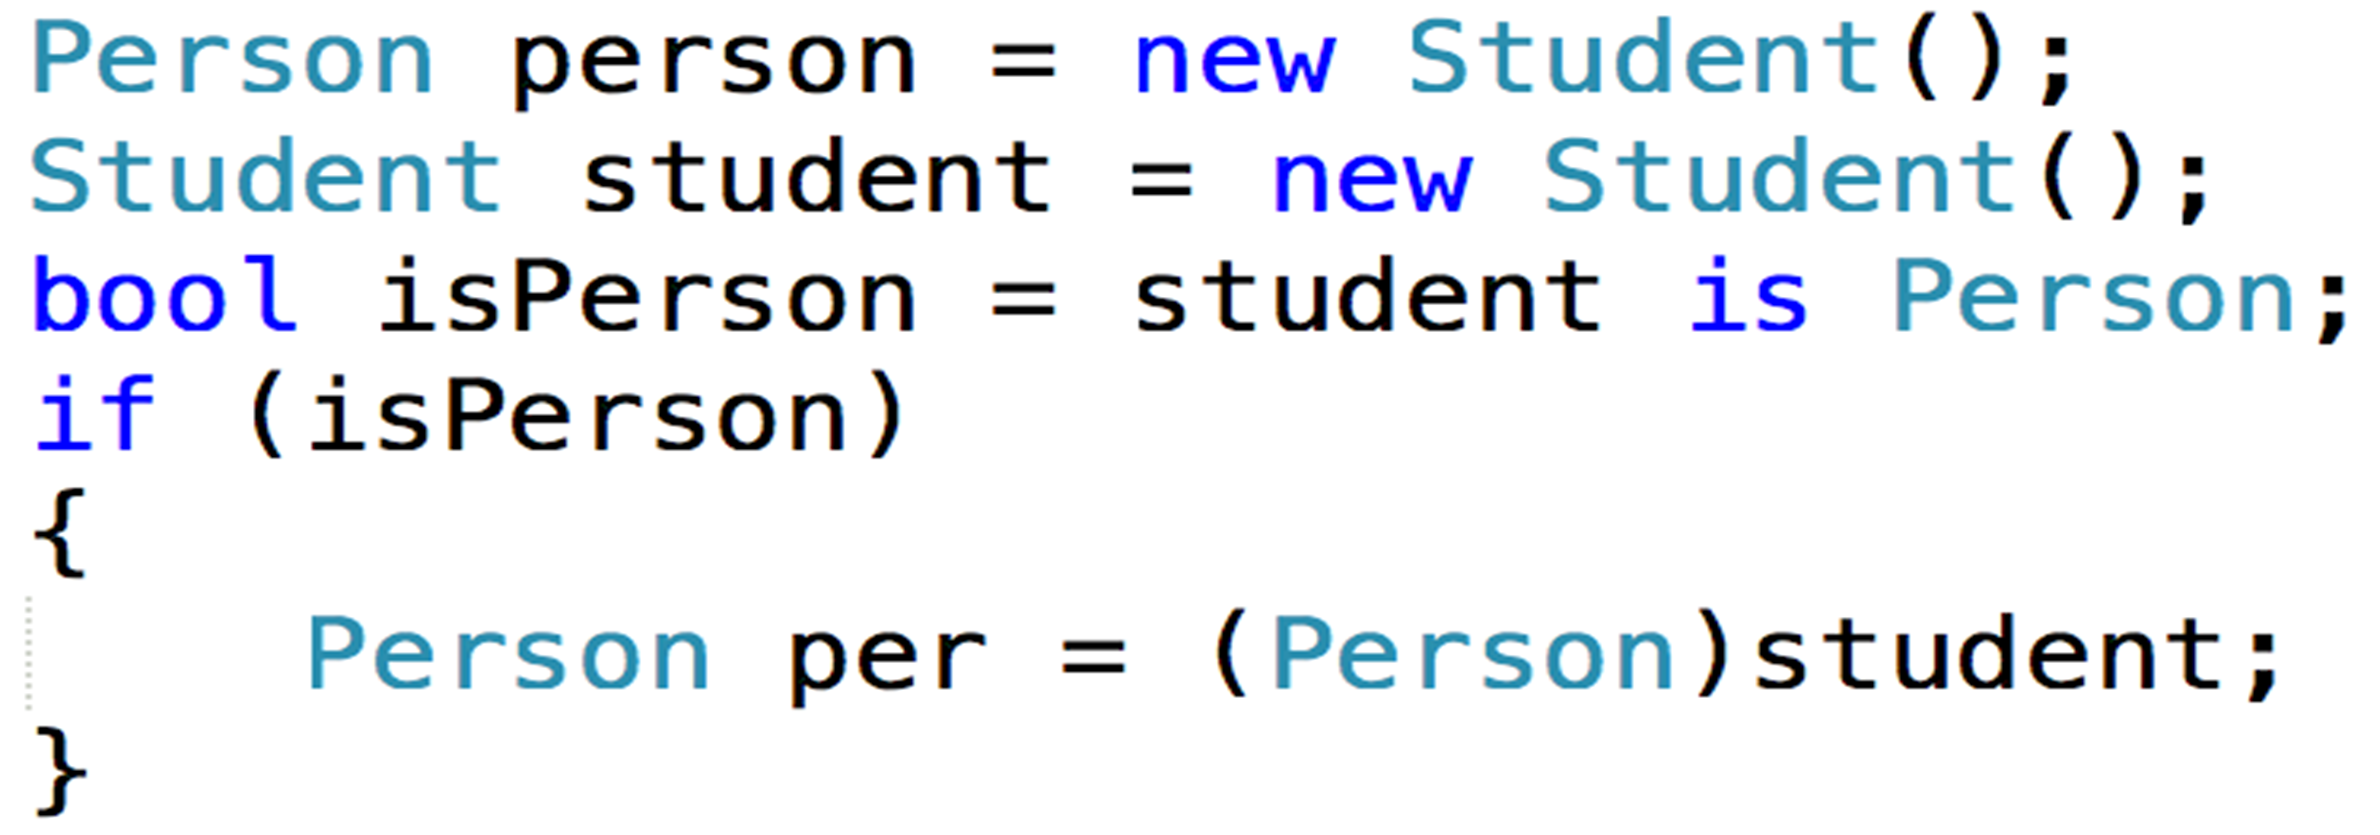 Person person = new Student();
Student student = new Student();
bool isPerson = student is Person;
if (isPerson)
{
    Person per = (Person)student;
}